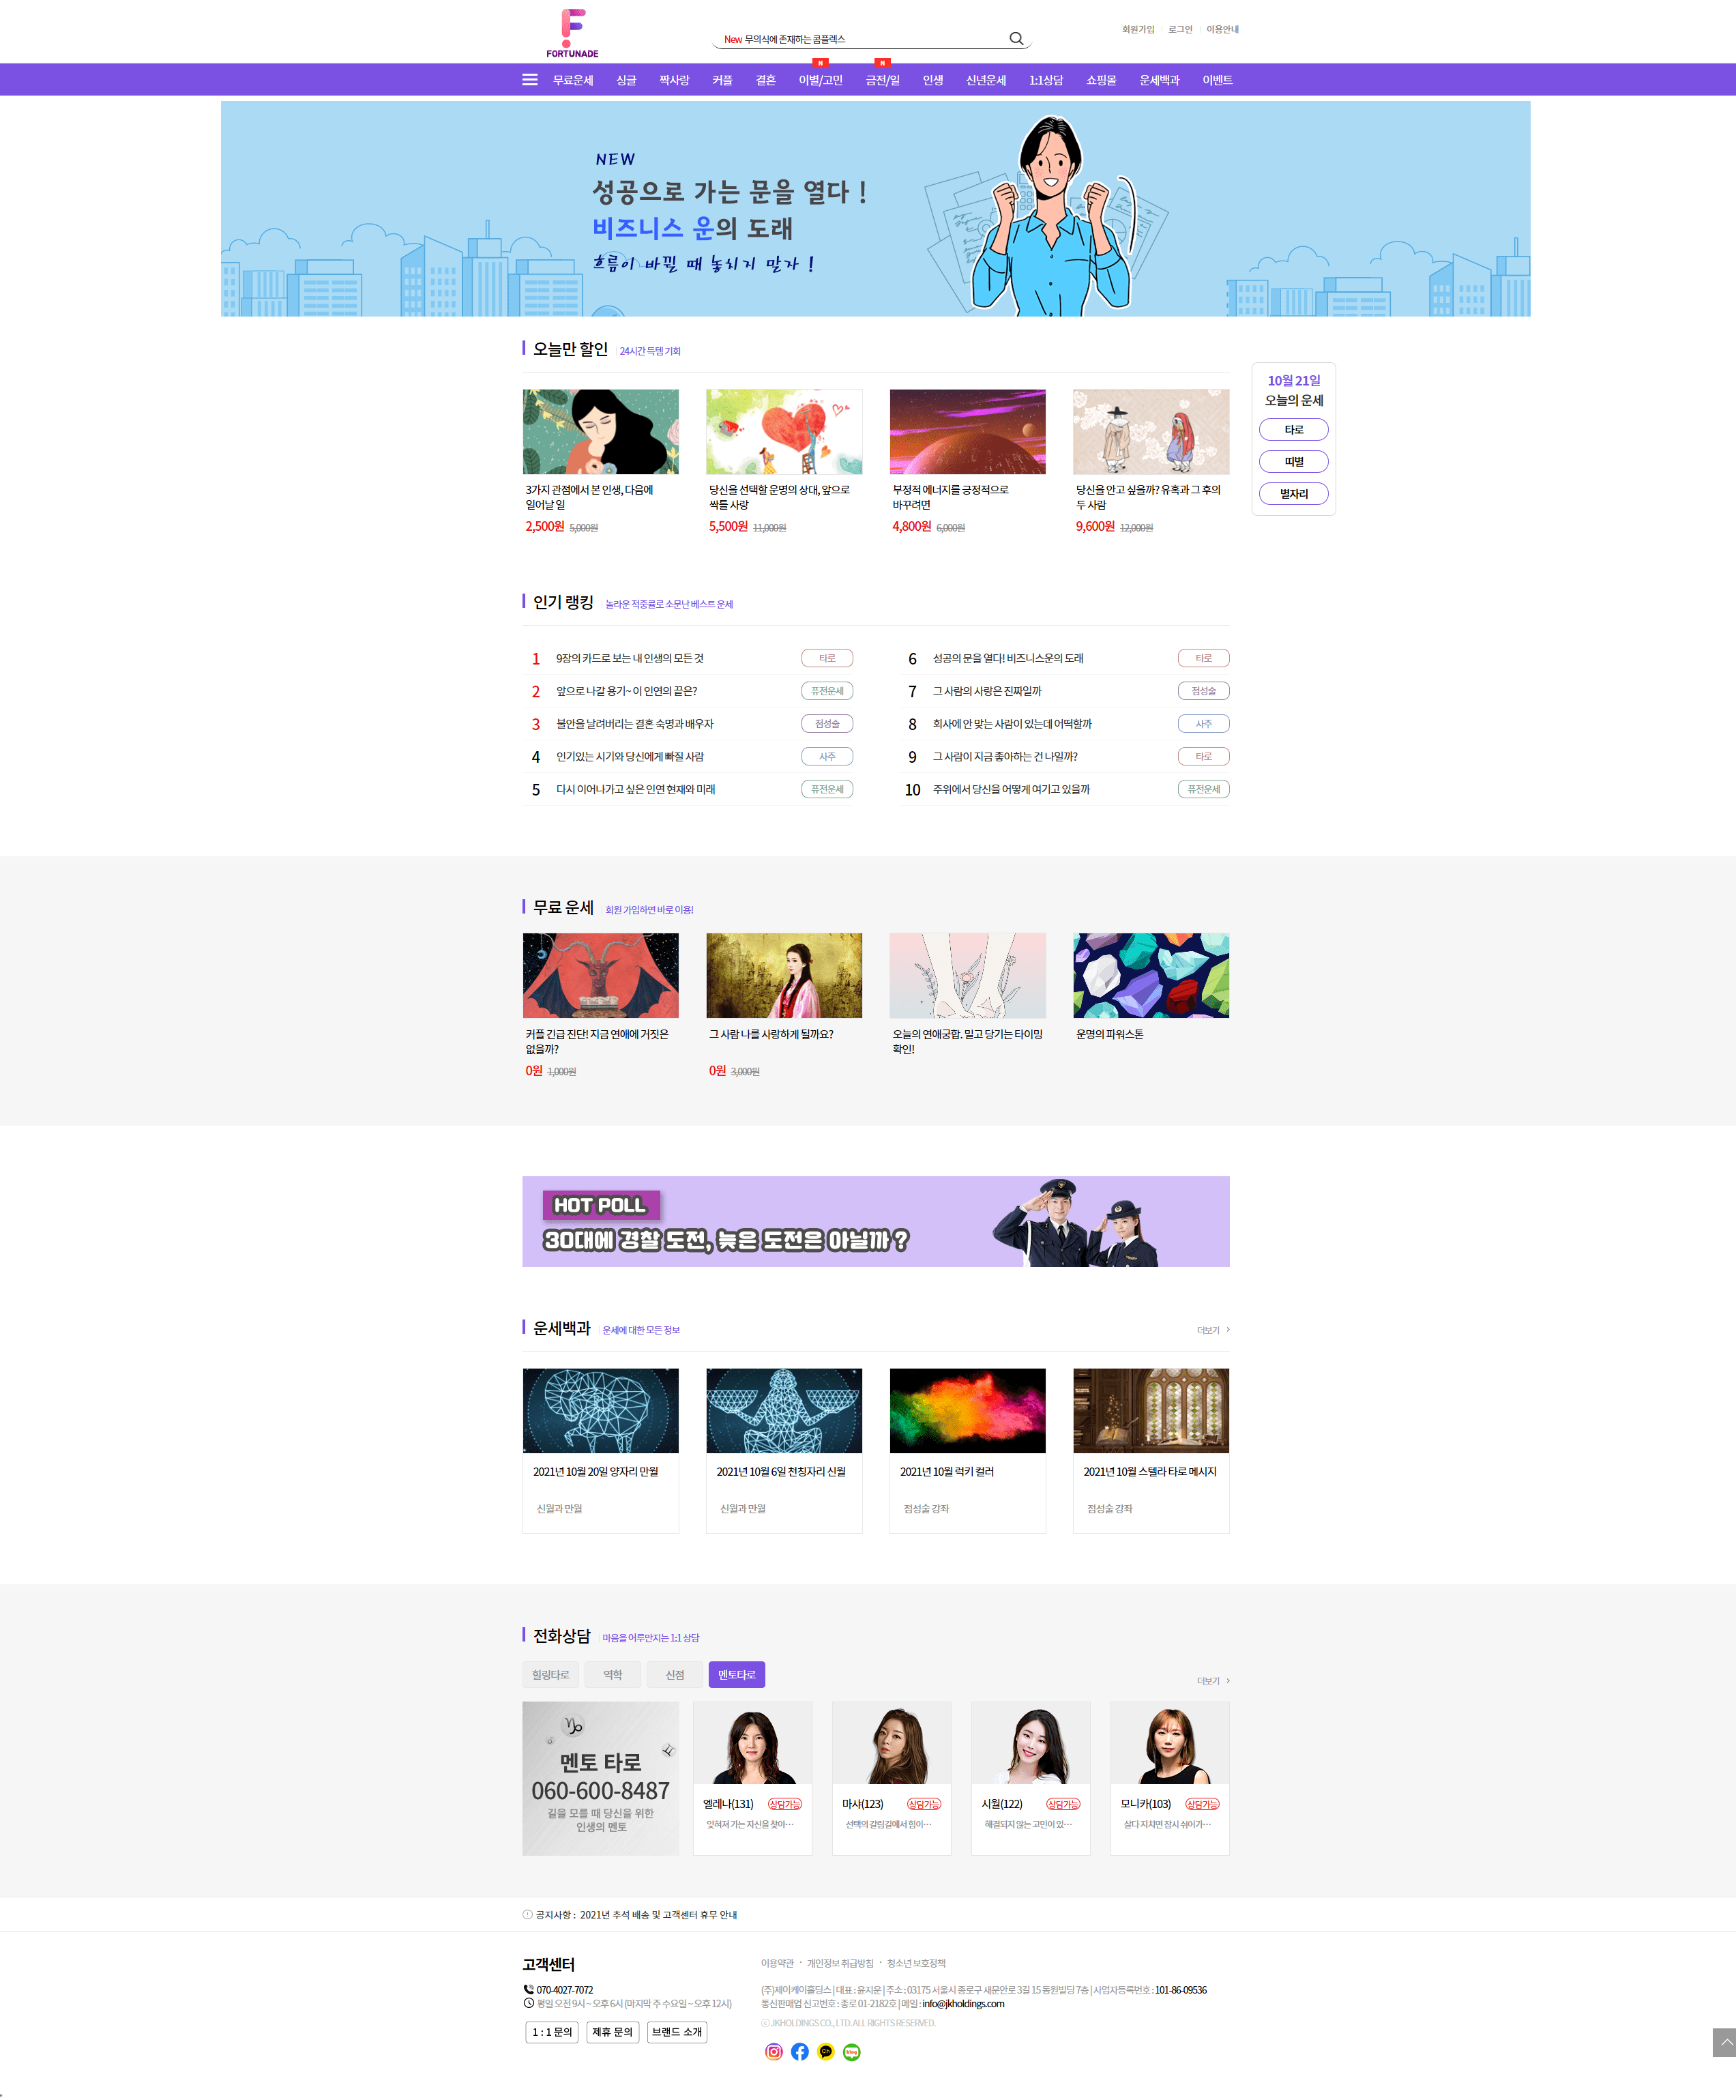 FORTUNADE
New 무의식에 존재하는 콤플렉스
회원가입 로그인 이용안내
N N
무료운세 싱글 짝사랑 커플 결혼 이별/고민 금전/일 인생 신년운세 1:1상담 쇼핑몰 운세백과 이벤트
NEW
성공으로 가는 문을 열다 !
비즈니스 운의 도래
흐름이 바뀔 때 놓치지 말자 !
오늘만 할인 24시간 득템 기회
10월 21일
오늘의 운세
타로
띠별
별자리
3가지 관점에서 본 인생, 다음에
일어날 일
2,500원 5,000원
당신을 선택할 운명의 상대, 앞으로
싹틀 사랑
5,500원 11,000원
부정적 에너지를 긍정적으로
바꾸려면
4,800원 6,000원
당신을 안고 싶을까? 유혹과 그 후의
두 사람
9,600원 12,000원
인기 랭킹 놀라운 적중률로 소문난 베스트 운세
1 9장의 카드로 보는 내 인생의 모든 것 타로
2 앞으로 나갈 용기~ 이 인연의 끝은? 퓨전운세
3 불안을 날려버리는 결혼 숙명과 배우자 점성술
4 인기있는 시기와 당신에게 빠질 사람 사주
5 다시 이어나가고 싶은 인연 현재와 미래 퓨전운세
6 성공의 문을 열다! 비즈니스운의 도래 타로
7 그 사람의 사랑은 진짜일까 점성술
8 회사에 안 맞는 사람이 있는데 어떡할까 사주
9 그 사람이 지금 좋아하는 건 나일까? 타로
10 주위에서 당신을 어떻게 여기고 있을까 퓨전운세
무료 운세 회원 가입하면 바로 이용!
커플 긴급 진단! 지금 연애에 거짓은
없을까?
0원 1,000원
그 사람 나를 사랑하게 될까요?
0원 3,000원
오늘의 연애궁합. 밀고 당기는 타이밍
확인!
운명의 파워스톤
HOT POLL
30대에 경찰 도전, 늦은 도전은 아닐까 ?
운세백과 운세에 대한 모든 정보 더보기
2021년 10월 20일 양자리 만월
신월과 만월
2021년 10월 6일 천칭자리 신월
신월과 만월
2021년 10월 럭키 컬러
점성술 강좌
2021년 10월 스텔라 타로 메시지
점성술 강좌
전화상담 마음을 어루만지는 1:1 상담
힐링타로 역학 신점 멘토타로 더보기
멘토 타로
060-600-8487
길을 모를 때 당신을 위한
인생의 멘토
엘레나(131) 상담가능
잊혀져 가는 자신을 찾아…
마샤(123) 상담가능
선택의 갈림길에서 힘이…
시월(122) 상담가능
해결되지 않는 고민이 있…
모니카(103) 상담가능
살다 지치면 잠시 쉬어가…
공지사항 : 2021년 추석 배송 및 고객센터 휴무 안내
고객센터
070-4027-7072
평일 오전 9시 ~ 오후 6시 (마지막 주 수요일 ~ 오후 12시)
1 : 1 문의 제휴 문의 브랜드 소개
이용약관 · 개인정보 취급방침 · 청소년 보호정책
(주)제이케이홀딩스 | 대표 : 윤지운 | 주소 : 03175 서울시 종로구 새문안로 3길 15 동원빌딩 7층 | 사업자등록번호 : 101-86-09536
통신판매업 신고번호 : 종로 01-2182호 | 메일 : info@jkholdings.com
ⓒ JKHOLDINGS CO., LTD. ALL RIGHTS RESERVED.
Ch blog